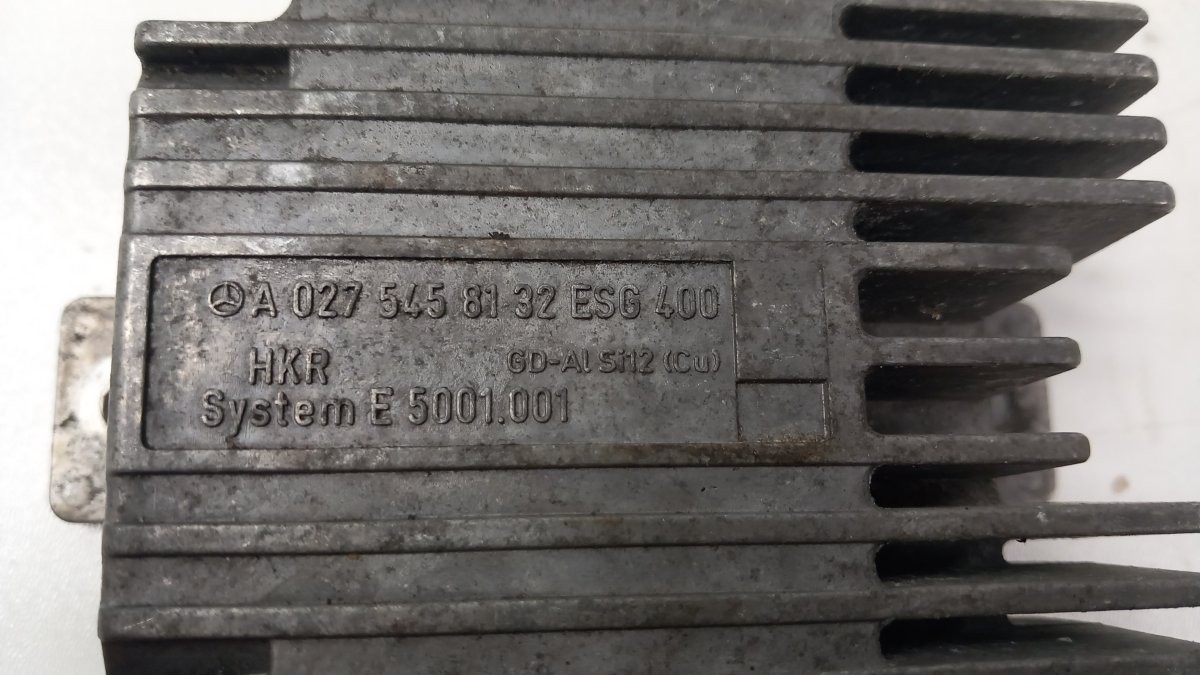 A 027 545 81 32 ESG 400
HKR GD-Al Si12 (Cu)
System E 5001.001